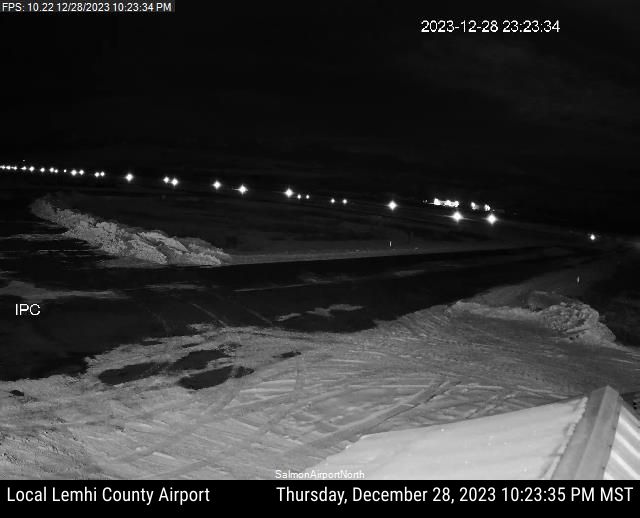 FPS: 10.22 12/28/2023 10:23:34 PM
2023-12-28 23:23:34
IPC
SalmonAirportNorth
Local Lemhi County Airport Thursday, December 28, 2023 10:23:35 PM MST